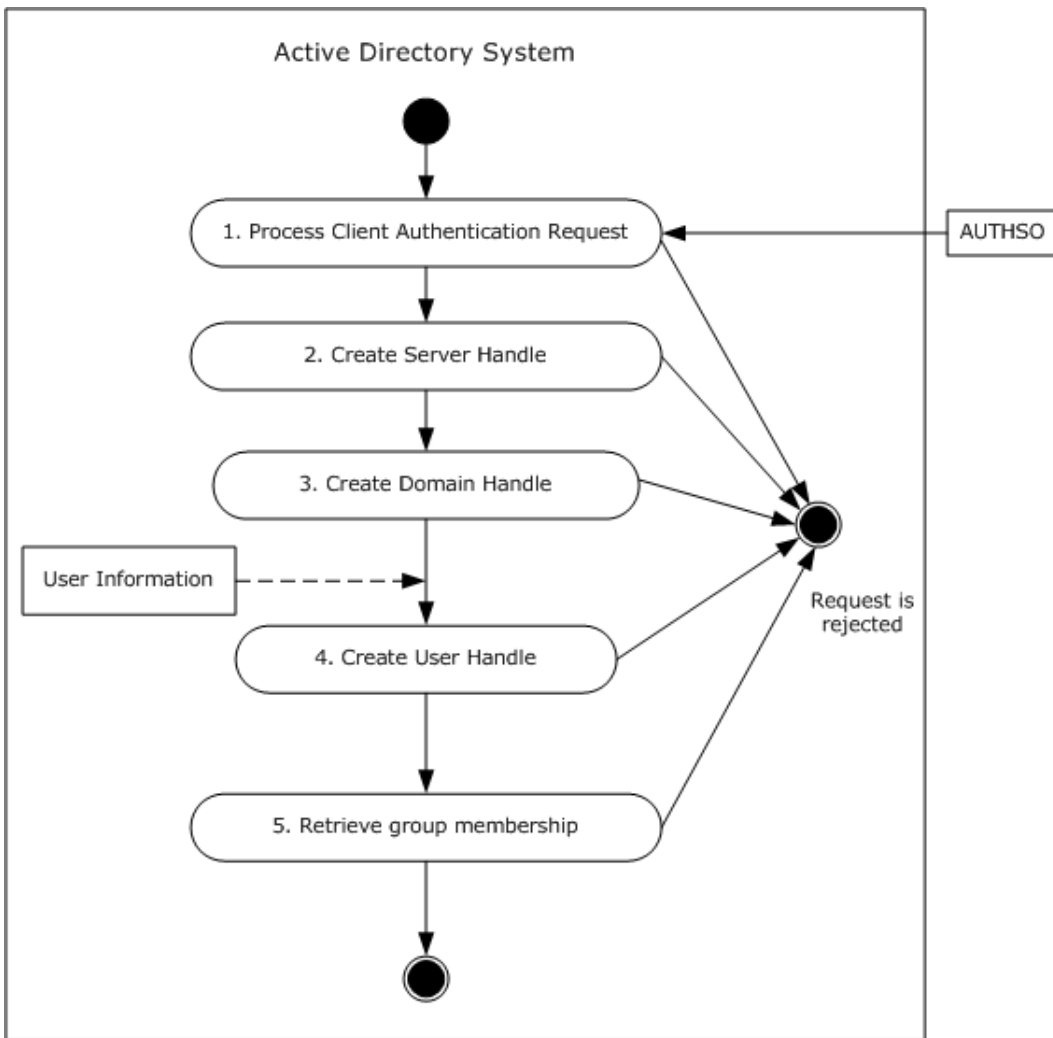 Active Directory System
1. Process Client Authentication Request
AUTHSO
2. Create Server Handle
3. Create Domain Handle
User Information
Request is
rejected
4. Create User Handle
5. Retrieve group membership